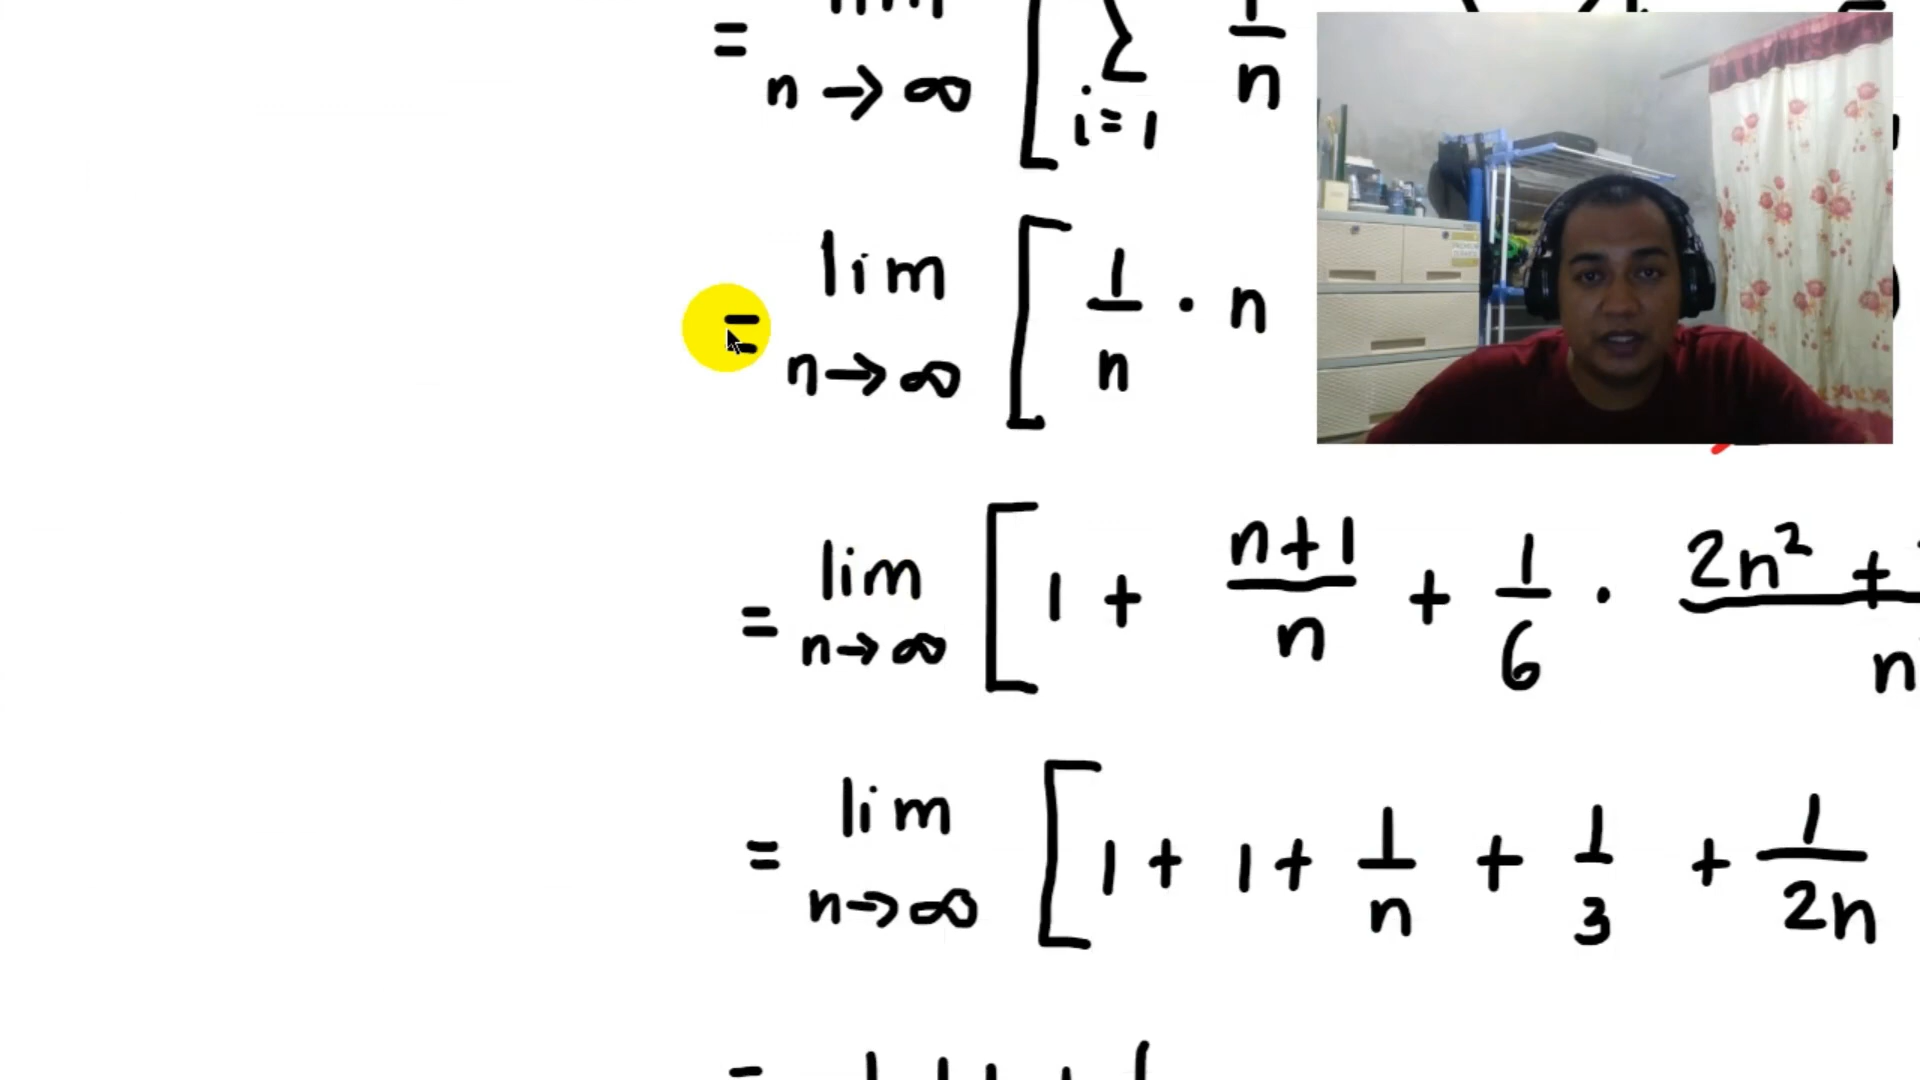 = lim n→∞ [ Σ i=1 1/n
= lim n→∞ [ 1/n · n
= lim n→∞ [ 1 + n+1/n + 1/6 · 2n² +/n
= lim n→∞ [ 1 + 1 + 1/n + 1/3 + 1/2n
=